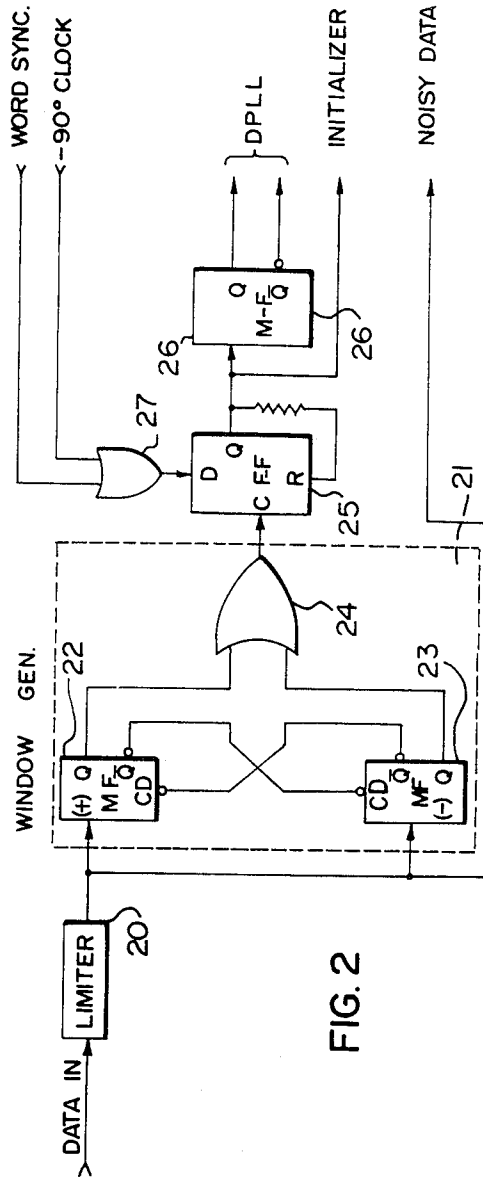 WORD SYNC.
-90° CLOCK
DPLL
INITIALIZER
NOISY DATA
26
Q
M-F
Q̅
26
27
D
Q
C F-F
R
25
21
WINDOW GEN.
22
(+) Q
MF Q̅
CD
24
CD Q̅
MF
(-) Q
23
DATA IN
LIMITER
20
FIG. 2